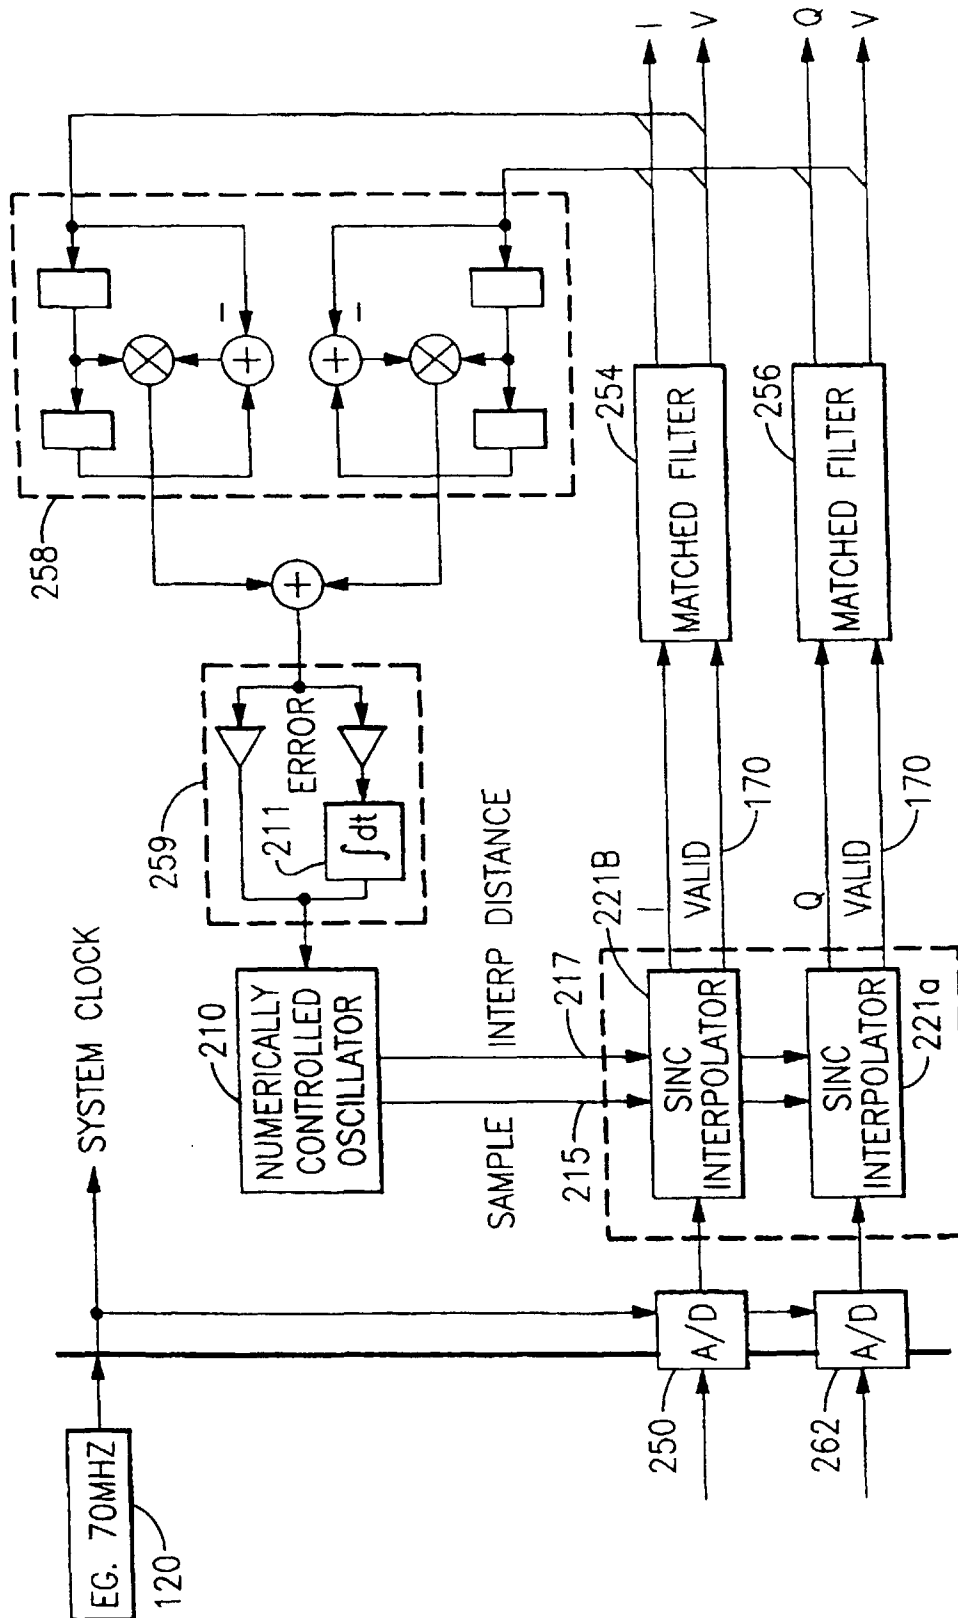 EG. 70MHZ
120
SYSTEM CLOCK
NUMERICALLY
CONTROLLED
OSCILLATOR
210
259
211
∫dt
ERROR
258
+
+
+
−
−
SAMPLE
INTERP DISTANCE
215
217
250
A/D
262
A/D
SINC
INTERPOLATOR
221B
SINC
INTERPOLATOR
221a
I
VALID
170
Q
VALID
170
MATCHED FILTER
254
MATCHED FILTER
256
I
V
Q
V